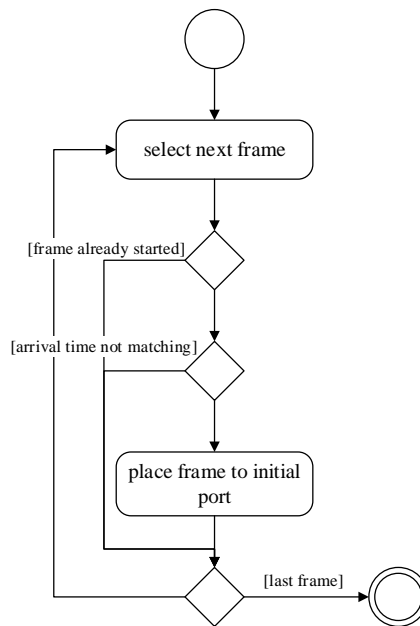 select next frame
[frame already started]
[arrival time not matching]
place frame to initial
port
[last frame]